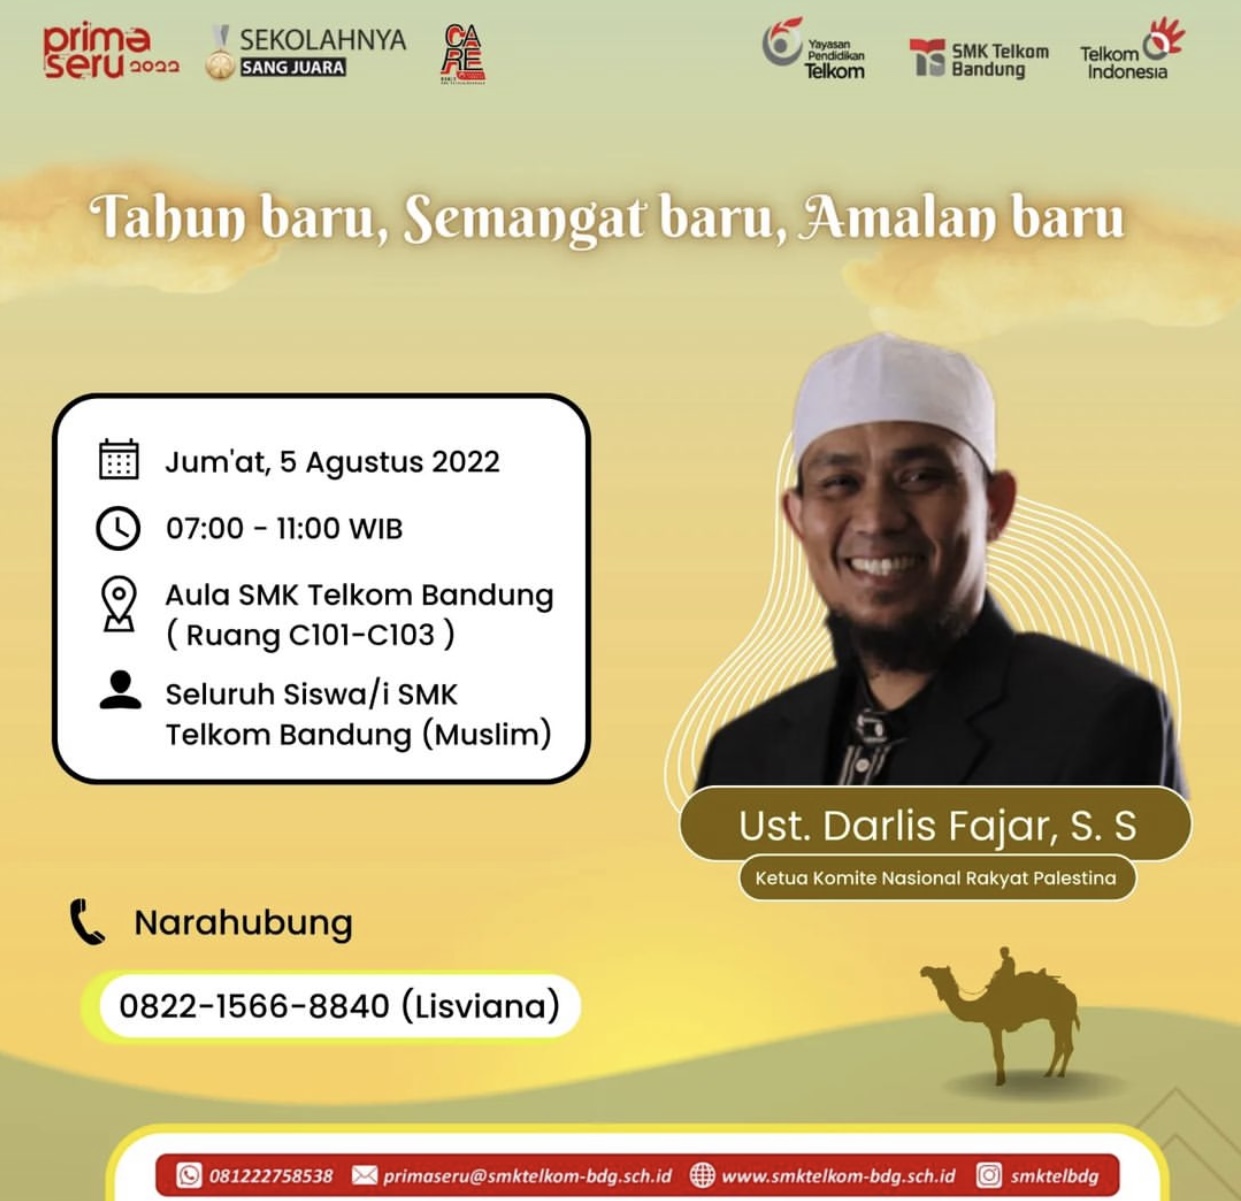 prima
seru 2022
SEKOLAHNYA
SANG JUARA
CA
RE
Yayasan
Pendidikan
Telkom
SMK Telkom
Bandung
Telkom
Indonesia
Tahun baru, Semangat baru, Amalan baru
Jum'at, 5 Agustus 2022
07:00 - 11:00 WIB
Aula SMK Telkom Bandung
( Ruang C101-C103 )
Seluruh Siswa/i SMK
Telkom Bandung (Muslim)
Ust. Darlis Fajar, S. S
Ketua Komite Nasional Rakyat Palestina
Narahubung
0822-1566-8840 (Lisviana)
081222758538 primaseru@smktelkom-bdg.sch.id www.smktelkom-bdg.sch.id smktelbdg